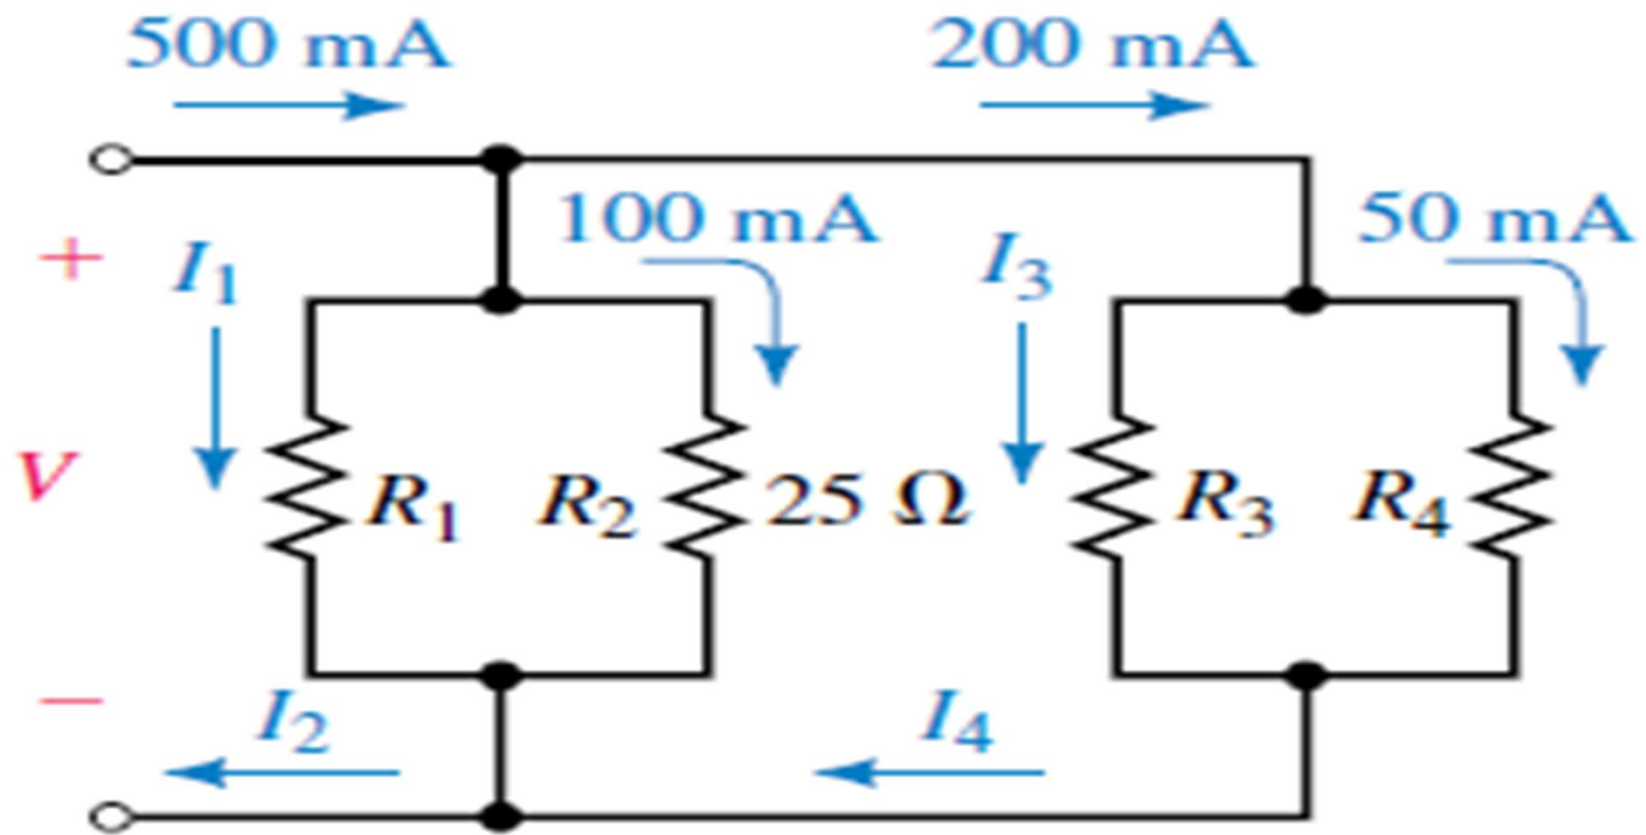 500 mA 200 mA
100 mA 50 mA
+ I₁ I₃
V R₁ R₂ 25 Ω R₃ R₄
−
I₂ I₄